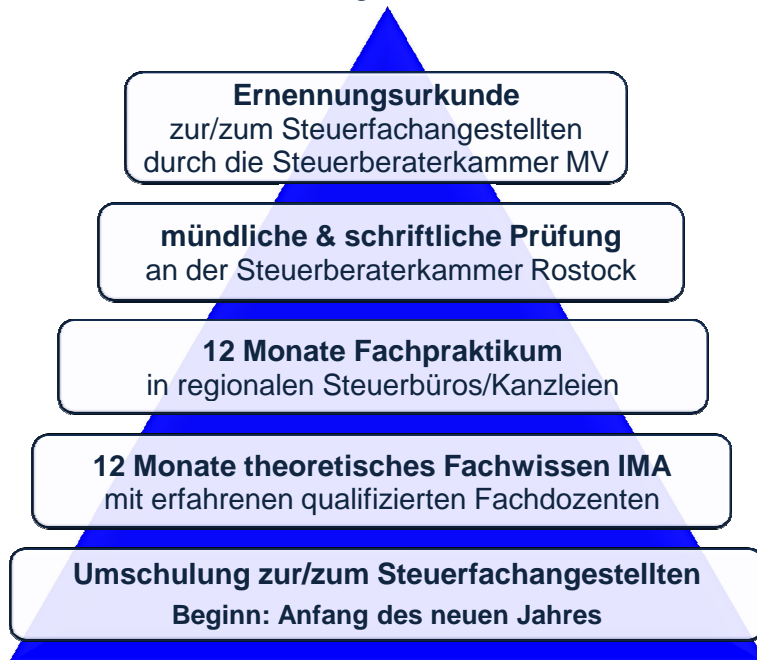 Ernennungsurkunde
zur/zum Steuerfachangestellten
durch die Steuerberaterkammer MV
mündliche & schriftliche Prüfung
an der Steuerberaterkammer Rostock
12 Monate Fachpraktikum
in regionalen Steuerbüros/Kanzleien
12 Monate theoretisches Fachwissen IMA
mit erfahrenen qualifizierten Fachdozenten
Umschulung zur/zum Steuerfachangestellten
Beginn: Anfang des neuen Jahres